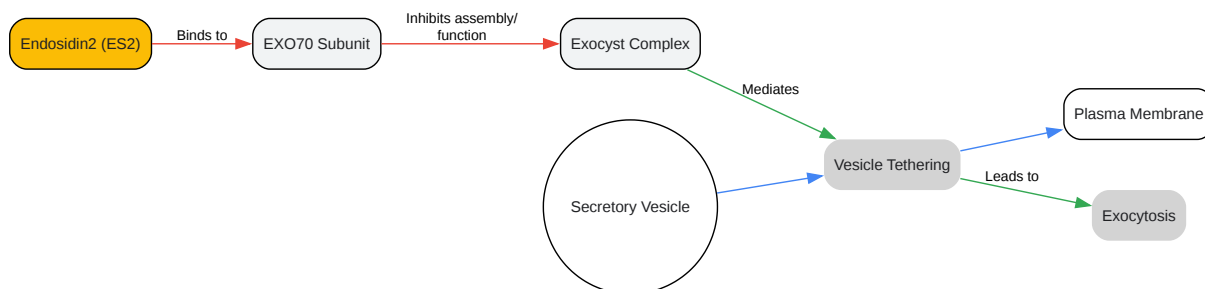 Endosidin2 (ES2)
Binds to
EXO70 Subunit
Inhibits assembly/
function
Exocyst Complex
Mediates
Secretory Vesicle
Vesicle Tethering
Plasma Membrane
Leads to
Exocytosis